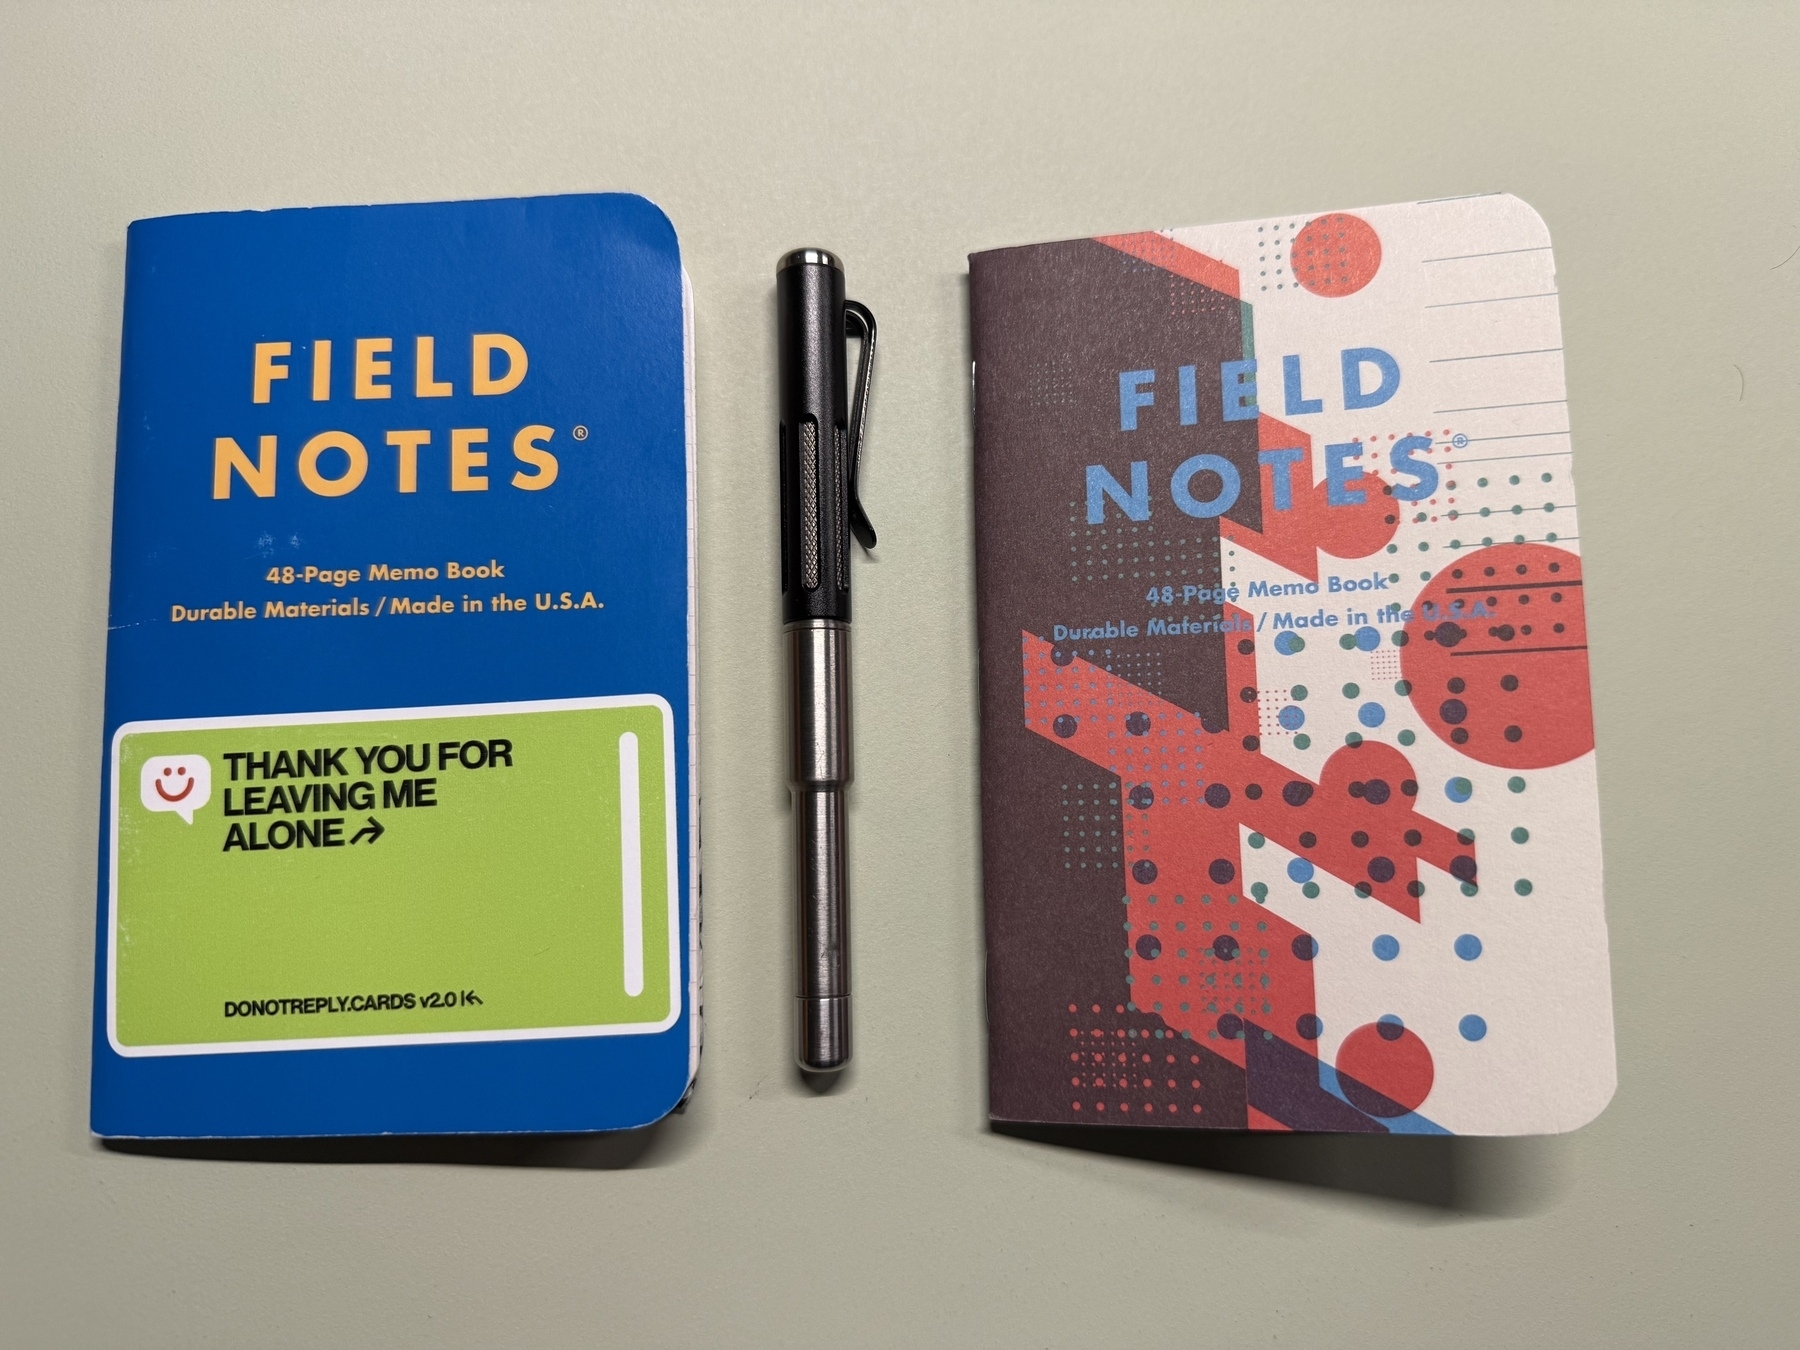 FIELD
NOTES®
48-Page Memo Book
Durable Materials / Made in the U.S.A.
THANK YOU FOR
LEAVING ME
ALONE
DONOTREPLY.CARDS v2.0
FIELD
NOTES®
48-Page Memo Book
Durable Materials / Made in the U.S.A.